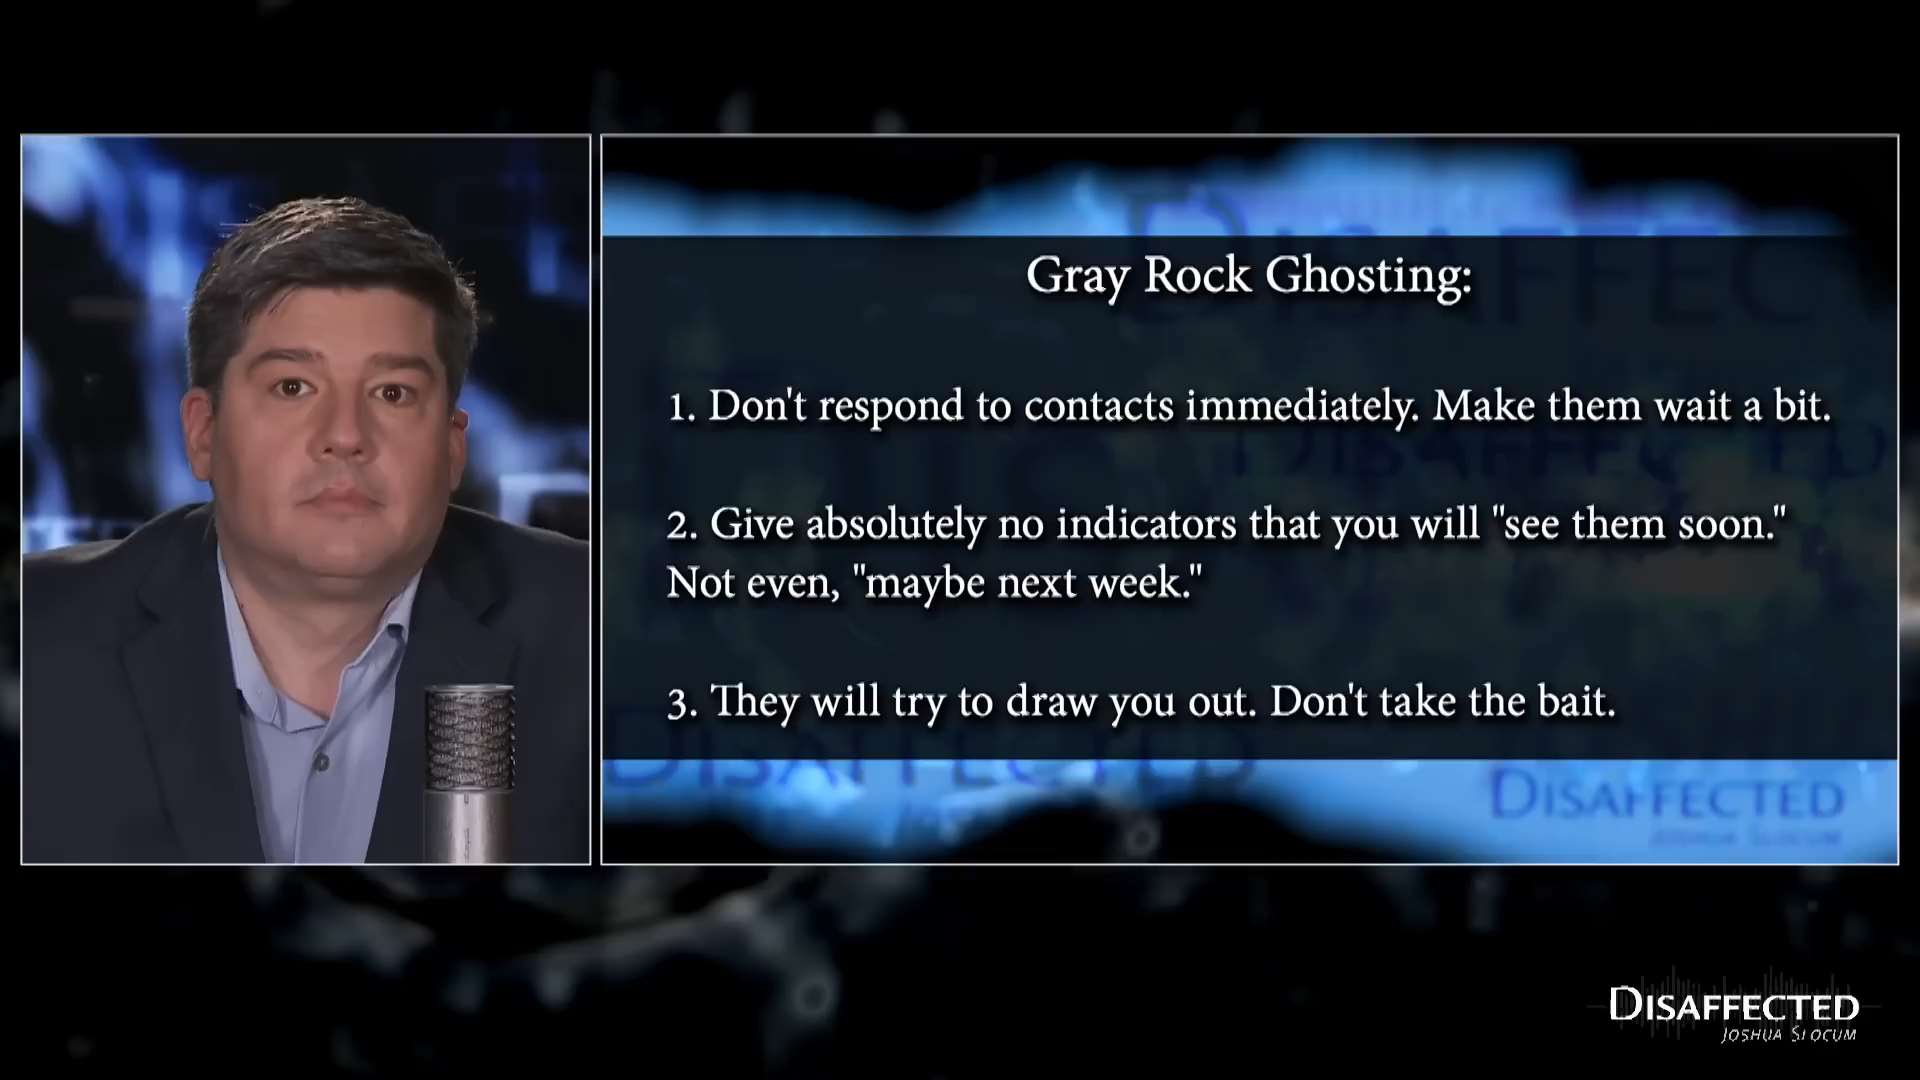 Gray Rock Ghosting:
1. Don't respond to contacts immediately. Make them wait a bit.
2. Give absolutely no indicators that you will "see them soon."
Not even, "maybe next week."
3. They will try to draw you out. Don't take the bait.
DISAFFECTED
JOSHUA SLOCUM
DISAFFECTED
JOSHUA SLOCUM